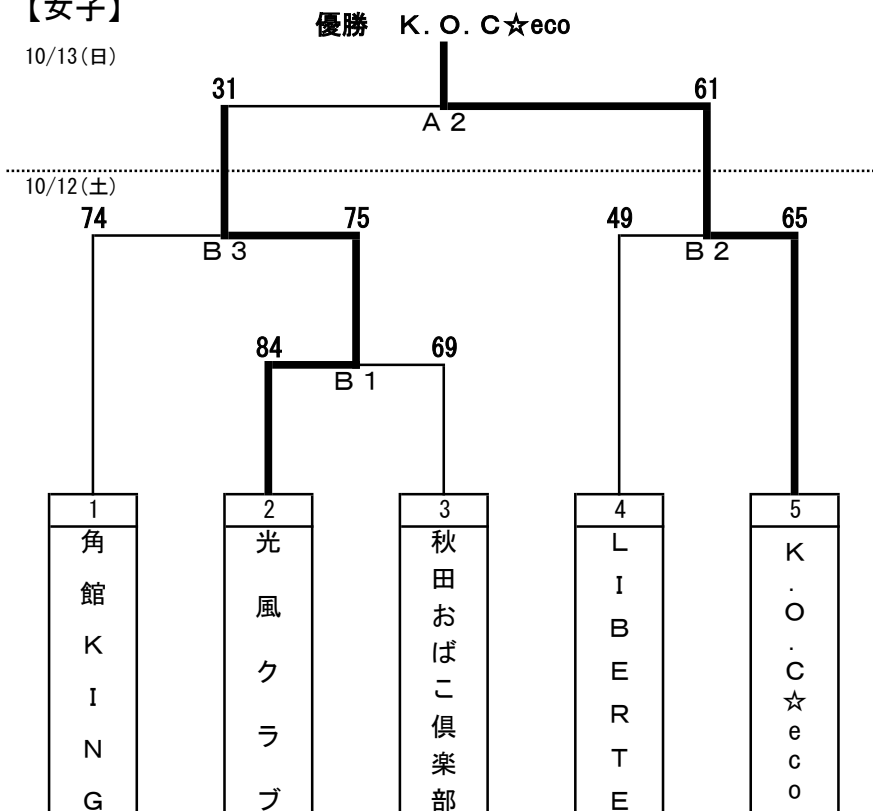 【女子】
優勝　Ｋ．Ｏ．Ｃ☆eco
10/13(日)
31
61
Ａ２
10/12(土)
74
75
49
65
Ｂ３
Ｂ２
84
69
Ｂ１
1
2
3
4
5
角館ＫＩＮＧ
光風クラブ
秋田おばこ倶楽部
ＬＩＢＥＲＴＥ
Ｋ．Ｏ．Ｃ☆eco